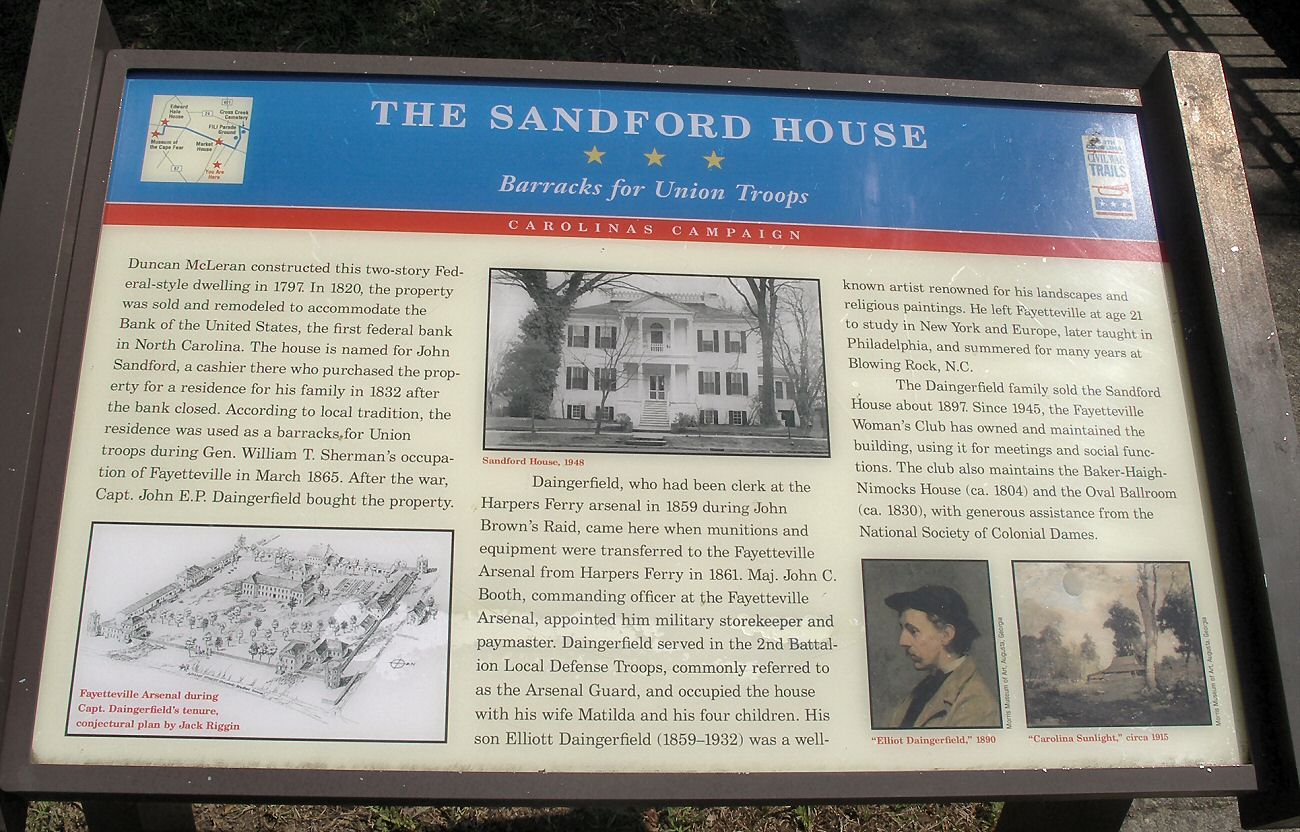 THE SANDFORD HOUSE
Barracks for Union Troops
CAROLINAS CAMPAIGN
Edward
Hale
House
24
Cross Creek
Cemetery
FILI Parade
Ground
Museum of
the Cape Fear
Market
House
87
You Are
Here
CIVIL WAR
TRAILS
Duncan McLeran constructed this two-story Fed-
eral-style dwelling in 1797. In 1820, the property
was sold and remodeled to accommodate the
Bank of the United States, the first federal bank
in North Carolina. The house is named for John
Sandford, a cashier there who purchased the prop-
erty for a residence for his family in 1832 after
the bank closed. According to local tradition, the
residence was used as a barracks for Union
troops during Gen. William T. Sherman's occupa-
tion of Fayetteville in March 1865. After the war,
Capt. John E.P. Daingerfield bought the property.
Fayetteville Arsenal during
Capt. Daingerfield's tenure,
conjectural plan by Jack Riggin
Sandford House, 1948
Daingerfield, who had been clerk at the
Harpers Ferry arsenal in 1859 during John
Brown's Raid, came here when munitions and
equipment were transferred to the Fayetteville
Arsenal from Harpers Ferry in 1861. Maj. John C.
Booth, commanding officer at the Fayetteville
Arsenal, appointed him military storekeeper and
paymaster. Daingerfield served in the 2nd Battal-
ion Local Defense Troops, commonly referred to
as the Arsenal Guard, and occupied the house
with his wife Matilda and his four children. His
son Elliott Daingerfield (1859–1932) was a well-
known artist renowned for his landscapes and
religious paintings. He left Fayetteville at age 21
to study in New York and Europe, later taught in
Philadelphia, and summered for many years at
Blowing Rock, N.C.
The Daingerfield family sold the Sandford
House about 1897. Since 1945, the Fayetteville
Woman's Club has owned and maintained the
building, using it for meetings and social func-
tions. The club also maintains the Baker-Haigh-
Nimocks House (ca. 1804) and the Oval Ballroom
(ca. 1830), with generous assistance from the
National Society of Colonial Dames.
Morris Museum of Art, Augusta, Georgia
"Elliot Daingerfield," 1890
Morris Museum of Art, Augusta, Georgia
"Carolina Sunlight," circa 1915